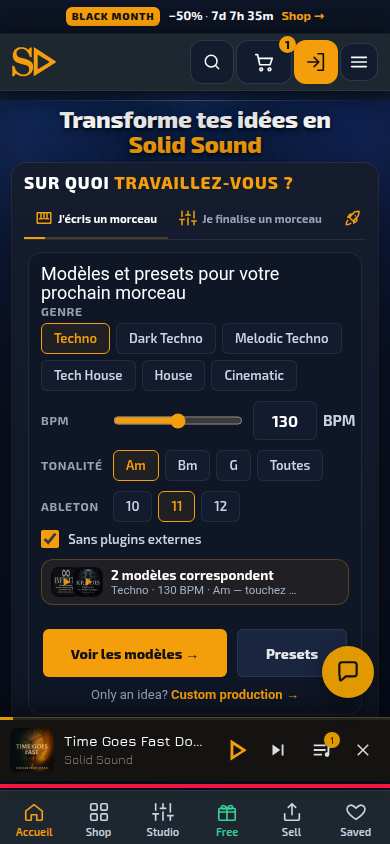 BLACK MONTH −50% · 7d 7h 35m Shop →
S
1
Transforme tes idées en
Solid Sound
SUR QUOI TRAVAILLEZ-VOUS ?
J'écris un morceau Je finalise un morceau
Modèles et presets pour votre
prochain morceau
GENRE
Techno Dark Techno Melodic Techno
Tech House House Cinematic
BPM 130 BPM
TONALITÉ Am Bm G Toutes
ABLETON 10 11 12
Sans plugins externes
2 modèles correspondent
Techno · 130 BPM · Am — touchez ...
Voir les modèles → Presets
Only an idea? Custom production →
TIME GOES
FAST
Time Goes Fast Do...
Solid Sound
1
Accueil Shop Studio Free Sell Saved